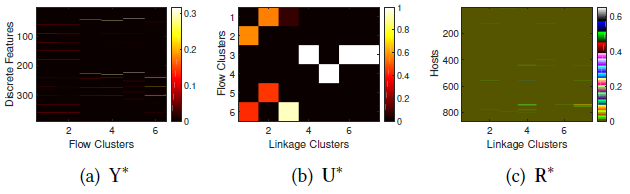 0.3
0.2
0.1
0
100
200
300
Discrete Features
2 4 6
Flow Clusters
(a) Y*
1
0.8
0.6
0.4
0.2
0
1
2
3
4
5
6
Flow Clusters
2 4 6
Linkage Clusters
(b) U*
0.6
0.4
0.2
0
200
400
600
800
Hosts
2 4 6
Linkage Clusters
(c) R*